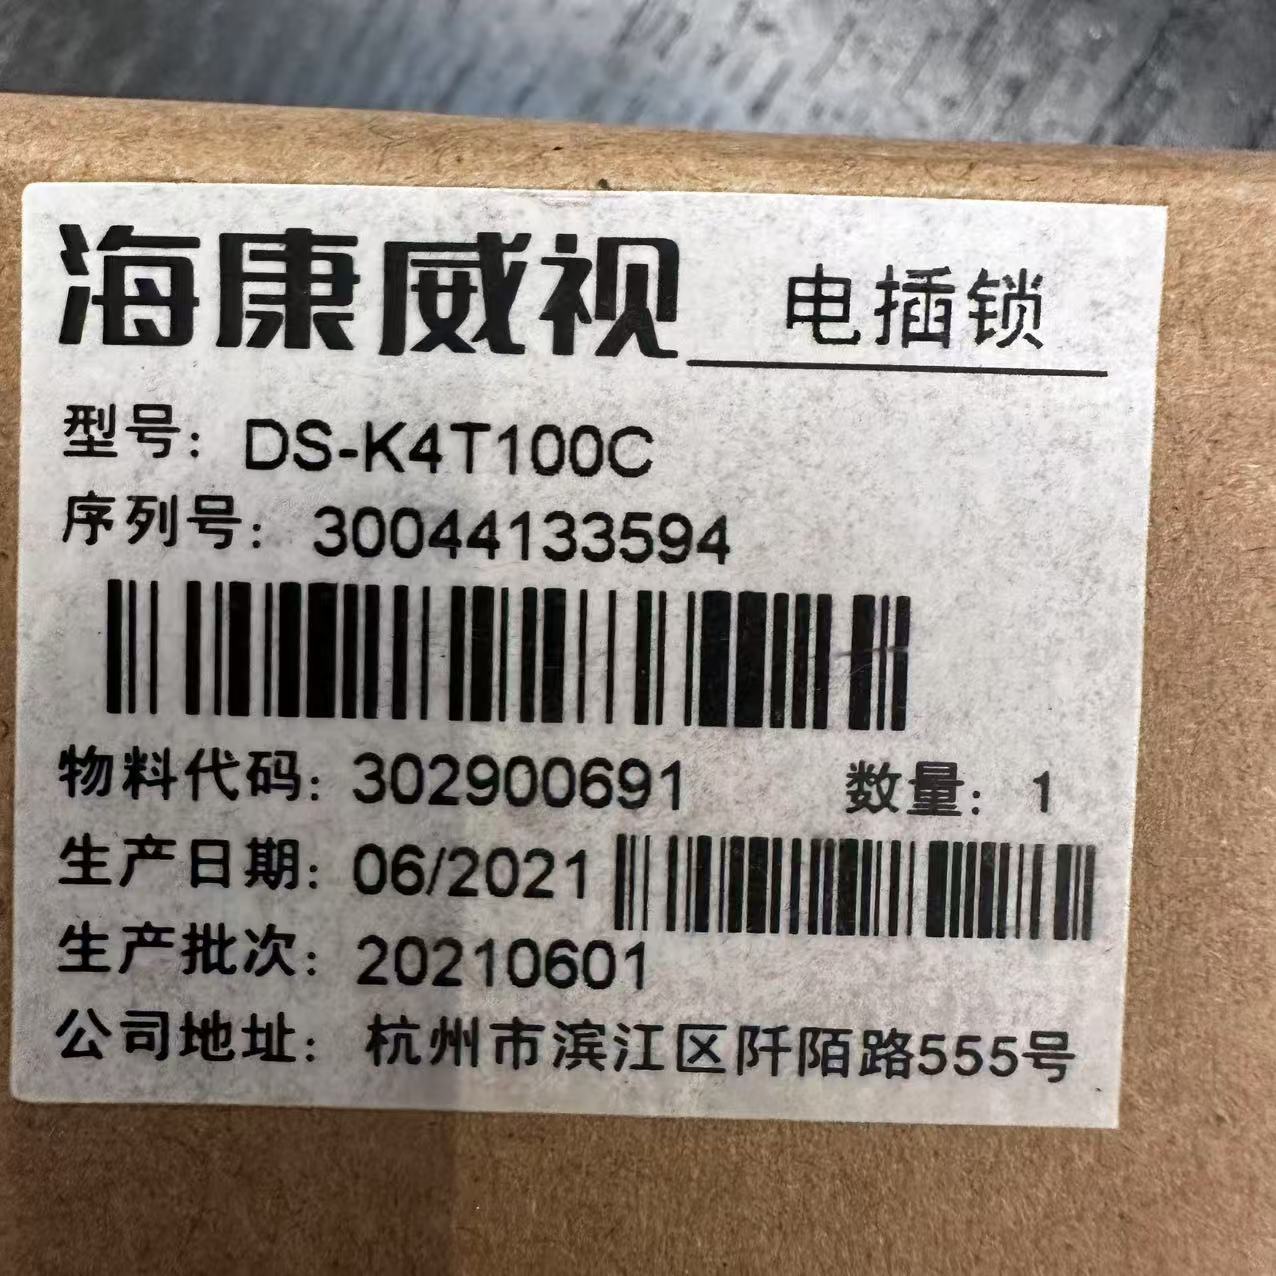 海康威视 电插锁
型号: DS-K4T100C
序列号: 30044133594
物料代码: 302900691 数量: 1
生产日期: 06/2021
生产批次: 20210601
公司地址: 杭州市滨江区阡陌路555号